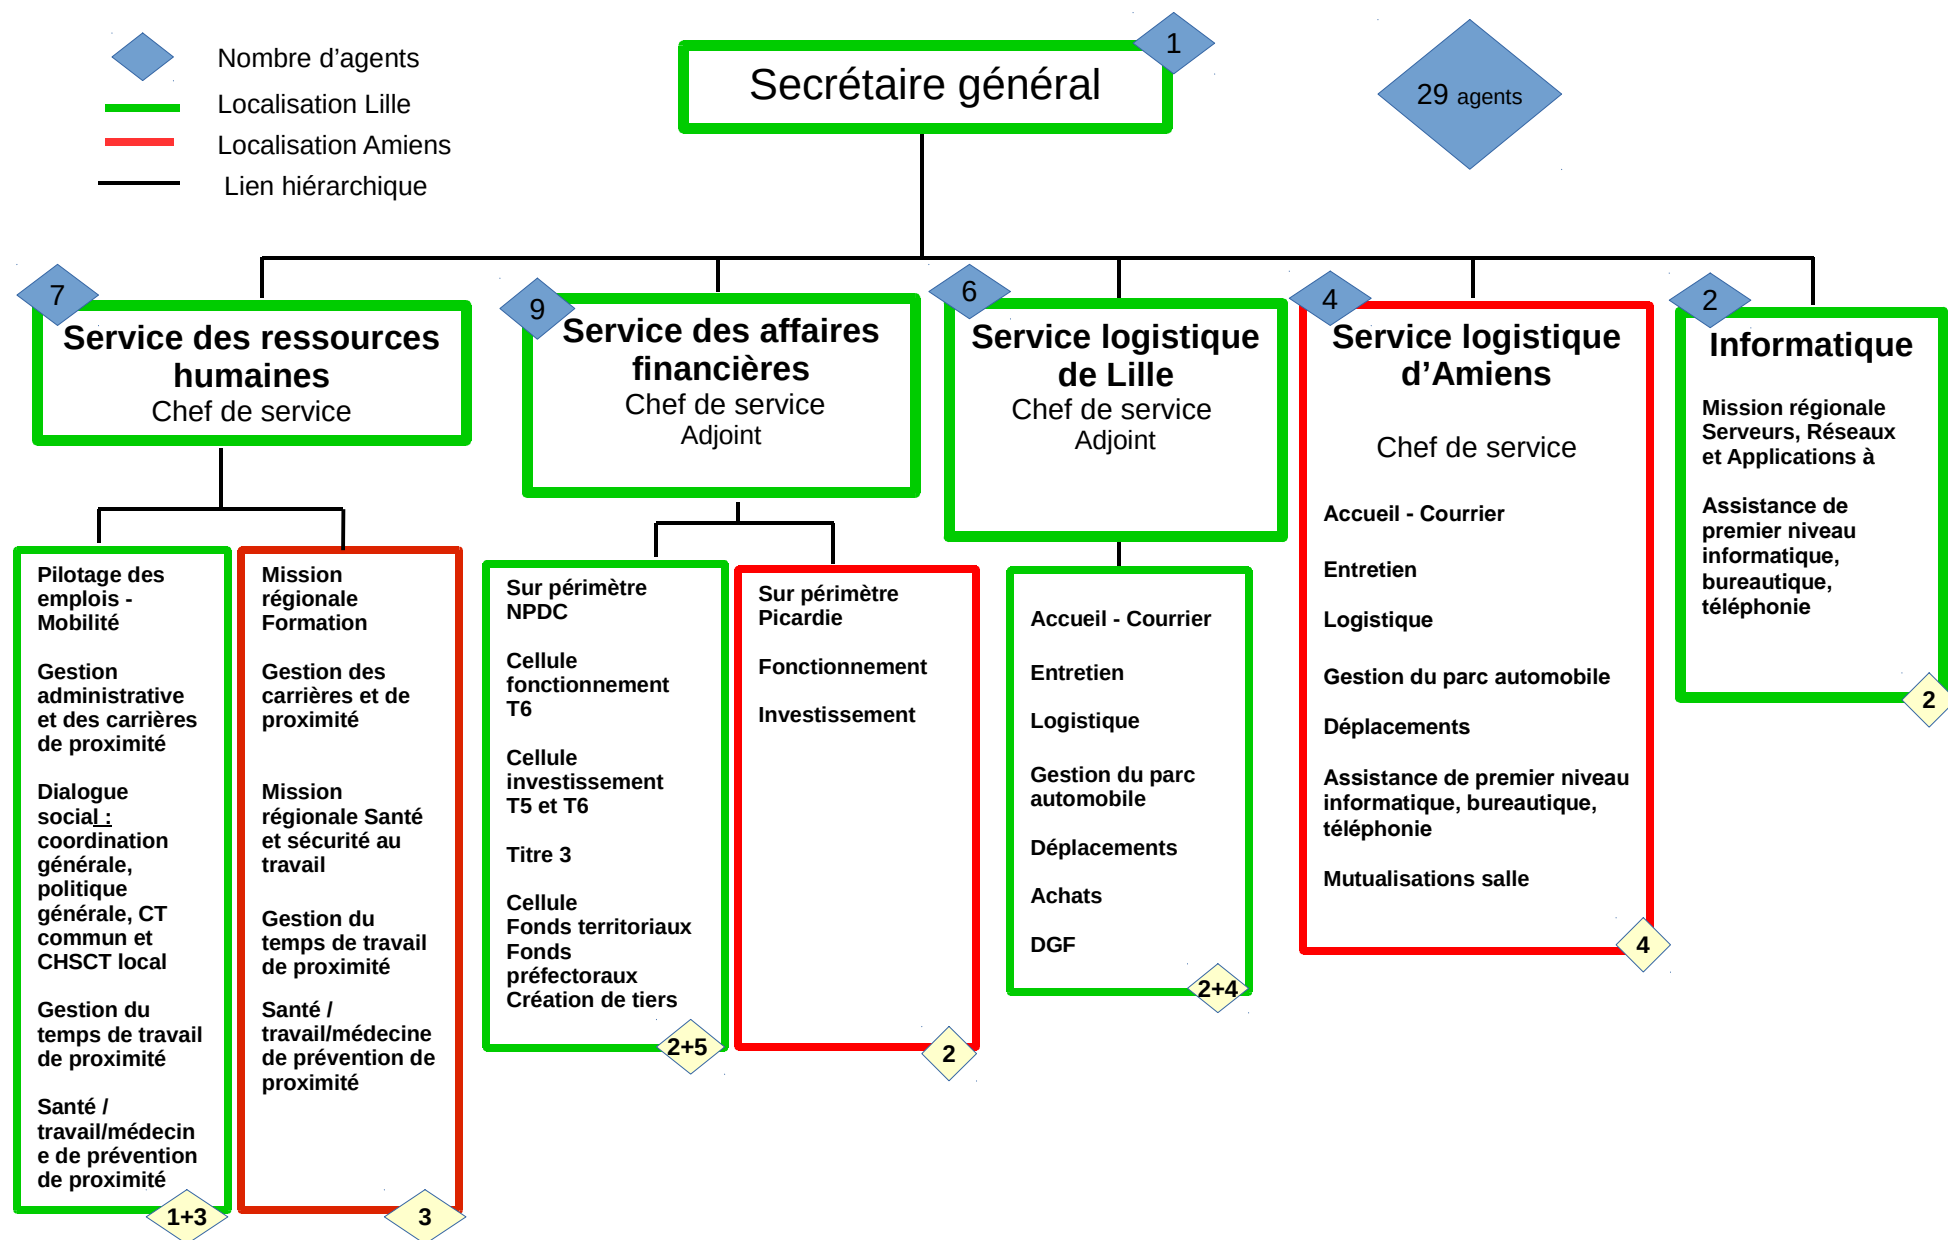 Nombre d’agents
Localisation Lille
Localisation Amiens
Lien hiérarchique
Secrétaire général
1
29 agents
7
Service des ressources
humaines
Chef de service
9
Service des affaires
financières
Chef de service
Adjoint
6
Service logistique
de Lille
Chef de service
Adjoint
4
Service logistique
d’Amiens
Chef de service
Accueil - Courrier
Entretien
Logistique
Gestion du parc automobile
Déplacements
Assistance de premier niveau
informatique, bureautique,
téléphonie
Mutualisations salle
4
2
Informatique
Mission régionale
Serveurs, Réseaux
et Applications à
Assistance de
premier niveau
informatique,
bureautique,
téléphonie
2
Pilotage des
emplois -
Mobilité
Gestion
administrative
et des carrières
de proximité
Dialogue
social :
coordination
générale,
politique
générale, CT
commun et
CHSCT local
Gestion du
temps de travail
de proximité
Santé /
travail/médecin
e de prévention
de proximité
1+3
Mission
régionale
Formation
Gestion des
carrières et de
proximité
Mission
régionale Santé
et sécurité au
travail
Gestion du
temps de travail
de proximité
Santé /
travail/médecine
de prévention de
proximité
3
Sur périmètre
NPDC
Cellule
fonctionnement
T6
Cellule
investissement
T5 et T6
Titre 3
Cellule
Fonds territoriaux
Fonds
préfectoraux
Création de tiers
2+5
Sur périmètre
Picardie
Fonctionnement
Investissement
2
Accueil - Courrier
Entretien
Logistique
Gestion du parc
automobile
Déplacements
Achats
DGF
2+4